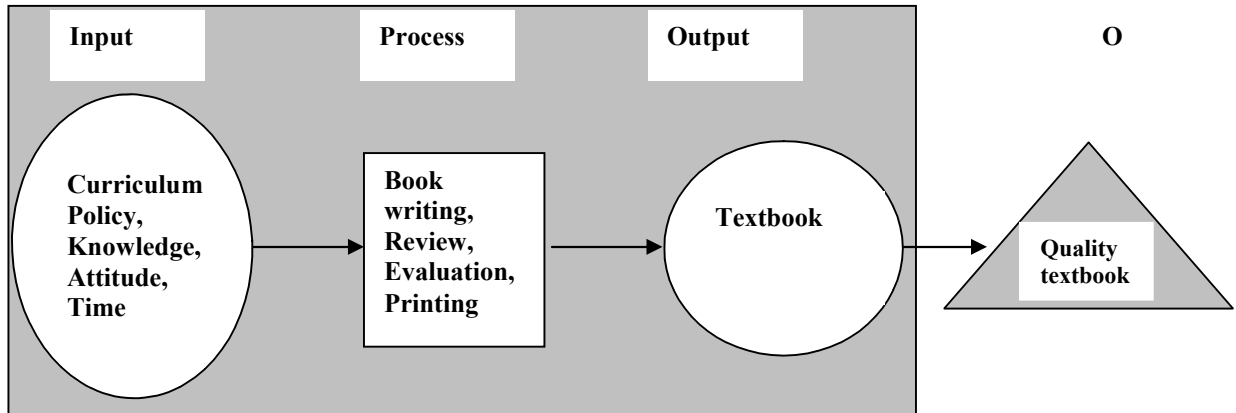 Input
Process
Output
O
Curriculum
Policy,
Knowledge,
Attitude,
Time
Book
writing,
Review,
Evaluation,
Printing
Textbook
Quality
textbook